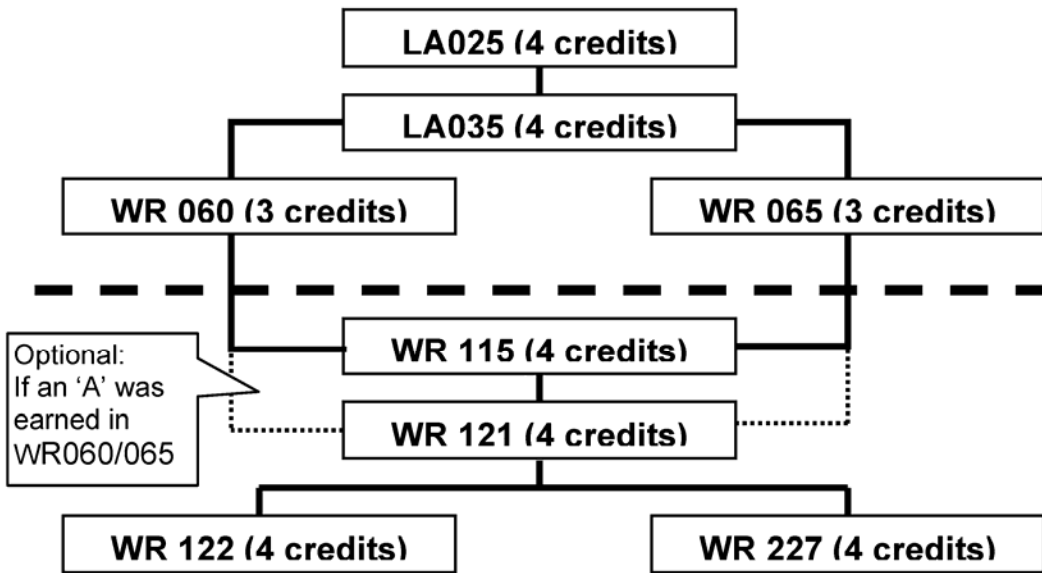 LA025 (4 credits)
LA035 (4 credits)
WR 060 (3 credits)
WR 065 (3 credits)
Optional:
If an ‘A’ was
earned in
WR060/065
WR 115 (4 credits)
WR 121 (4 credits)
WR 122 (4 credits)
WR 227 (4 credits)